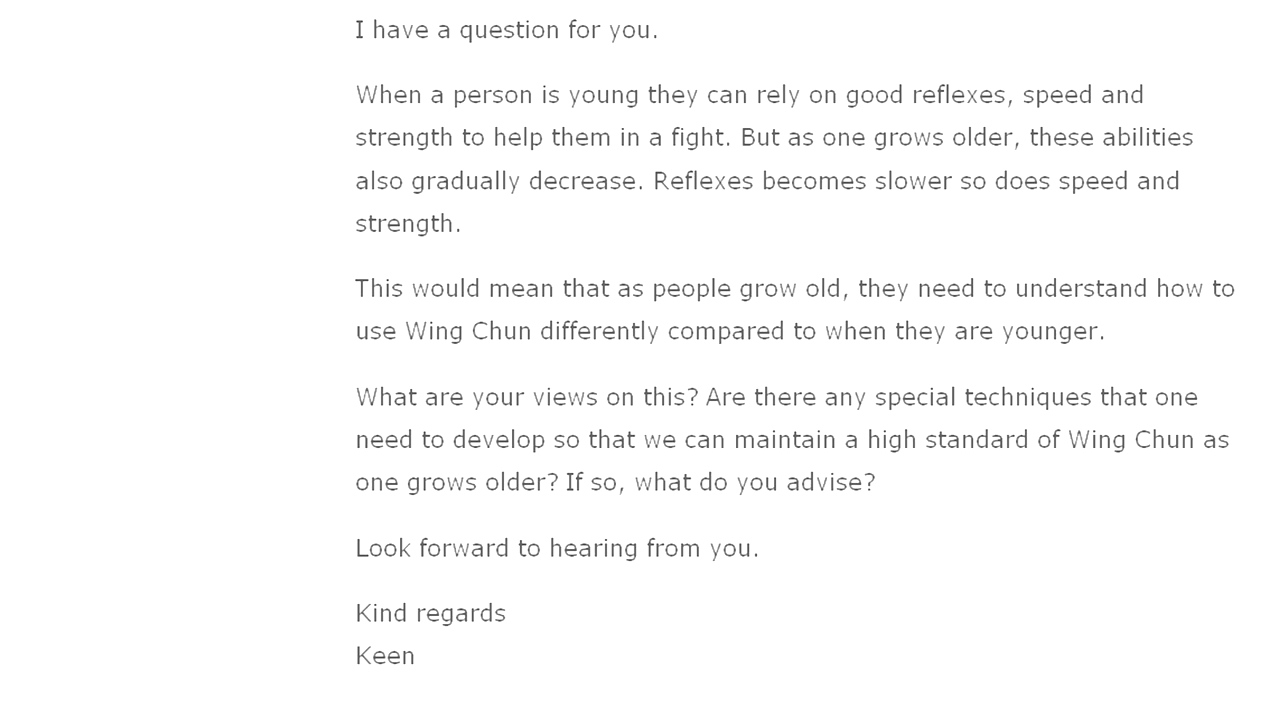 I have a question for you.
When a person is young they can rely on good reflexes, speed and
strength to help them in a fight. But as one grows older, these abilities
also gradually decrease. Reflexes becomes slower so does speed and
strength.
This would mean that as people grow old, they need to understand how to
use Wing Chun differently compared to when they are younger.
What are your views on this? Are there any special techniques that one
need to develop so that we can maintain a high standard of Wing Chun as
one grows older? If so, what do you advise?
Look forward to hearing from you.
Kind regards
Keen